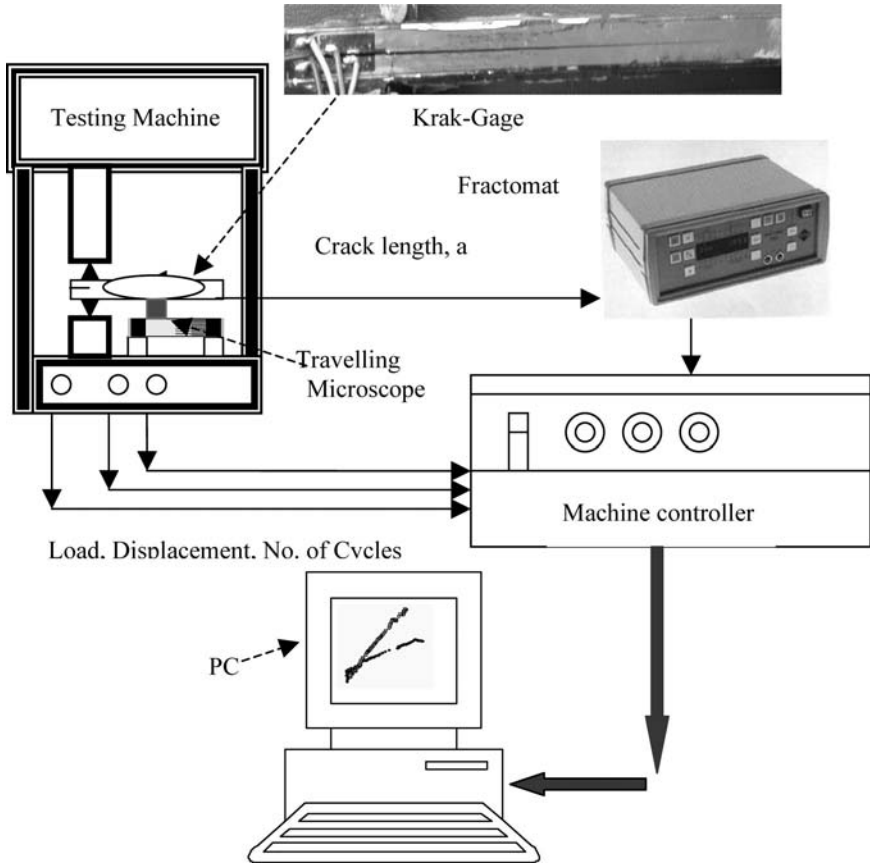 Testing Machine
Krak-Gage
Fractomat
Crack length, a
Travelling
Microscope
Machine controller
Load, Displacement, No. of Cycles
PC